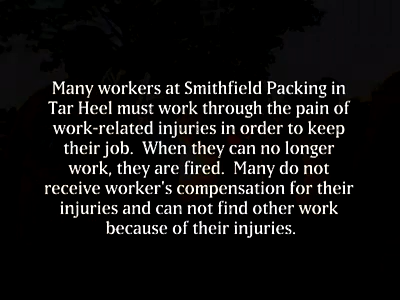 Many workers at Smithfield Packing in
Tar Heel must work through the pain of
work-related injuries in order to keep
their job.  When they can no longer
work, they are fired.  Many do not
receive worker's compensation for their
injuries and can not find other work
because of their injuries.